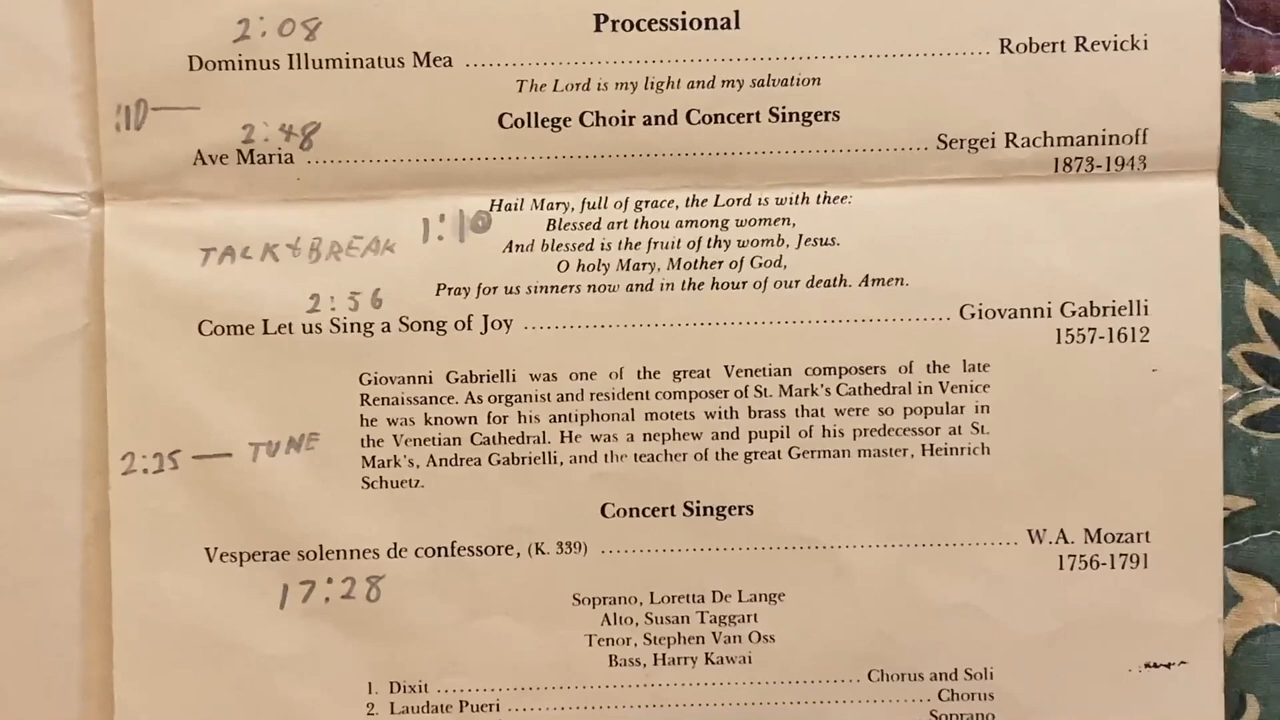 Processional
2:08
Dominus Illuminatus Mea ........ Robert Revicki
The Lord is my light and my salvation
:10—
College Choir and Concert Singers
2:48
Ave Maria ........ Sergei Rachmaninoff
1873-1943
Hail Mary, full of grace, the Lord is with thee:
Blessed art thou among women,
And blessed is the fruit of thy womb, Jesus.
O holy Mary, Mother of God,
Pray for us sinners now and in the hour of our death. Amen.
TALK & BREAK 1:10
2:56
Come Let us Sing a Song of Joy ........ Giovanni Gabrielli
1557-1612
Giovanni Gabrielli was one of the great Venetian composers of the late
Renaissance. As organist and resident composer of St. Mark's Cathedral in Venice
he was known for his antiphonal motets with brass that were so popular in
the Venetian Cathedral. He was a nephew and pupil of his predecessor at St.
Mark's, Andrea Gabrielli, and the teacher of the great German master, Heinrich
Schuetz.
— TUNE
Concert Singers
Vesperae solennes de confessore, (K. 339) ........ W.A. Mozart
1756-1791
17:28
Soprano, Loretta De Lange
Alto, Susan Taggart
Tenor, Stephen Van Oss
Bass, Harry Kawai
1. Dixit ........ Chorus and Soli
2. Laudate Pueri ........ Chorus
Soprano